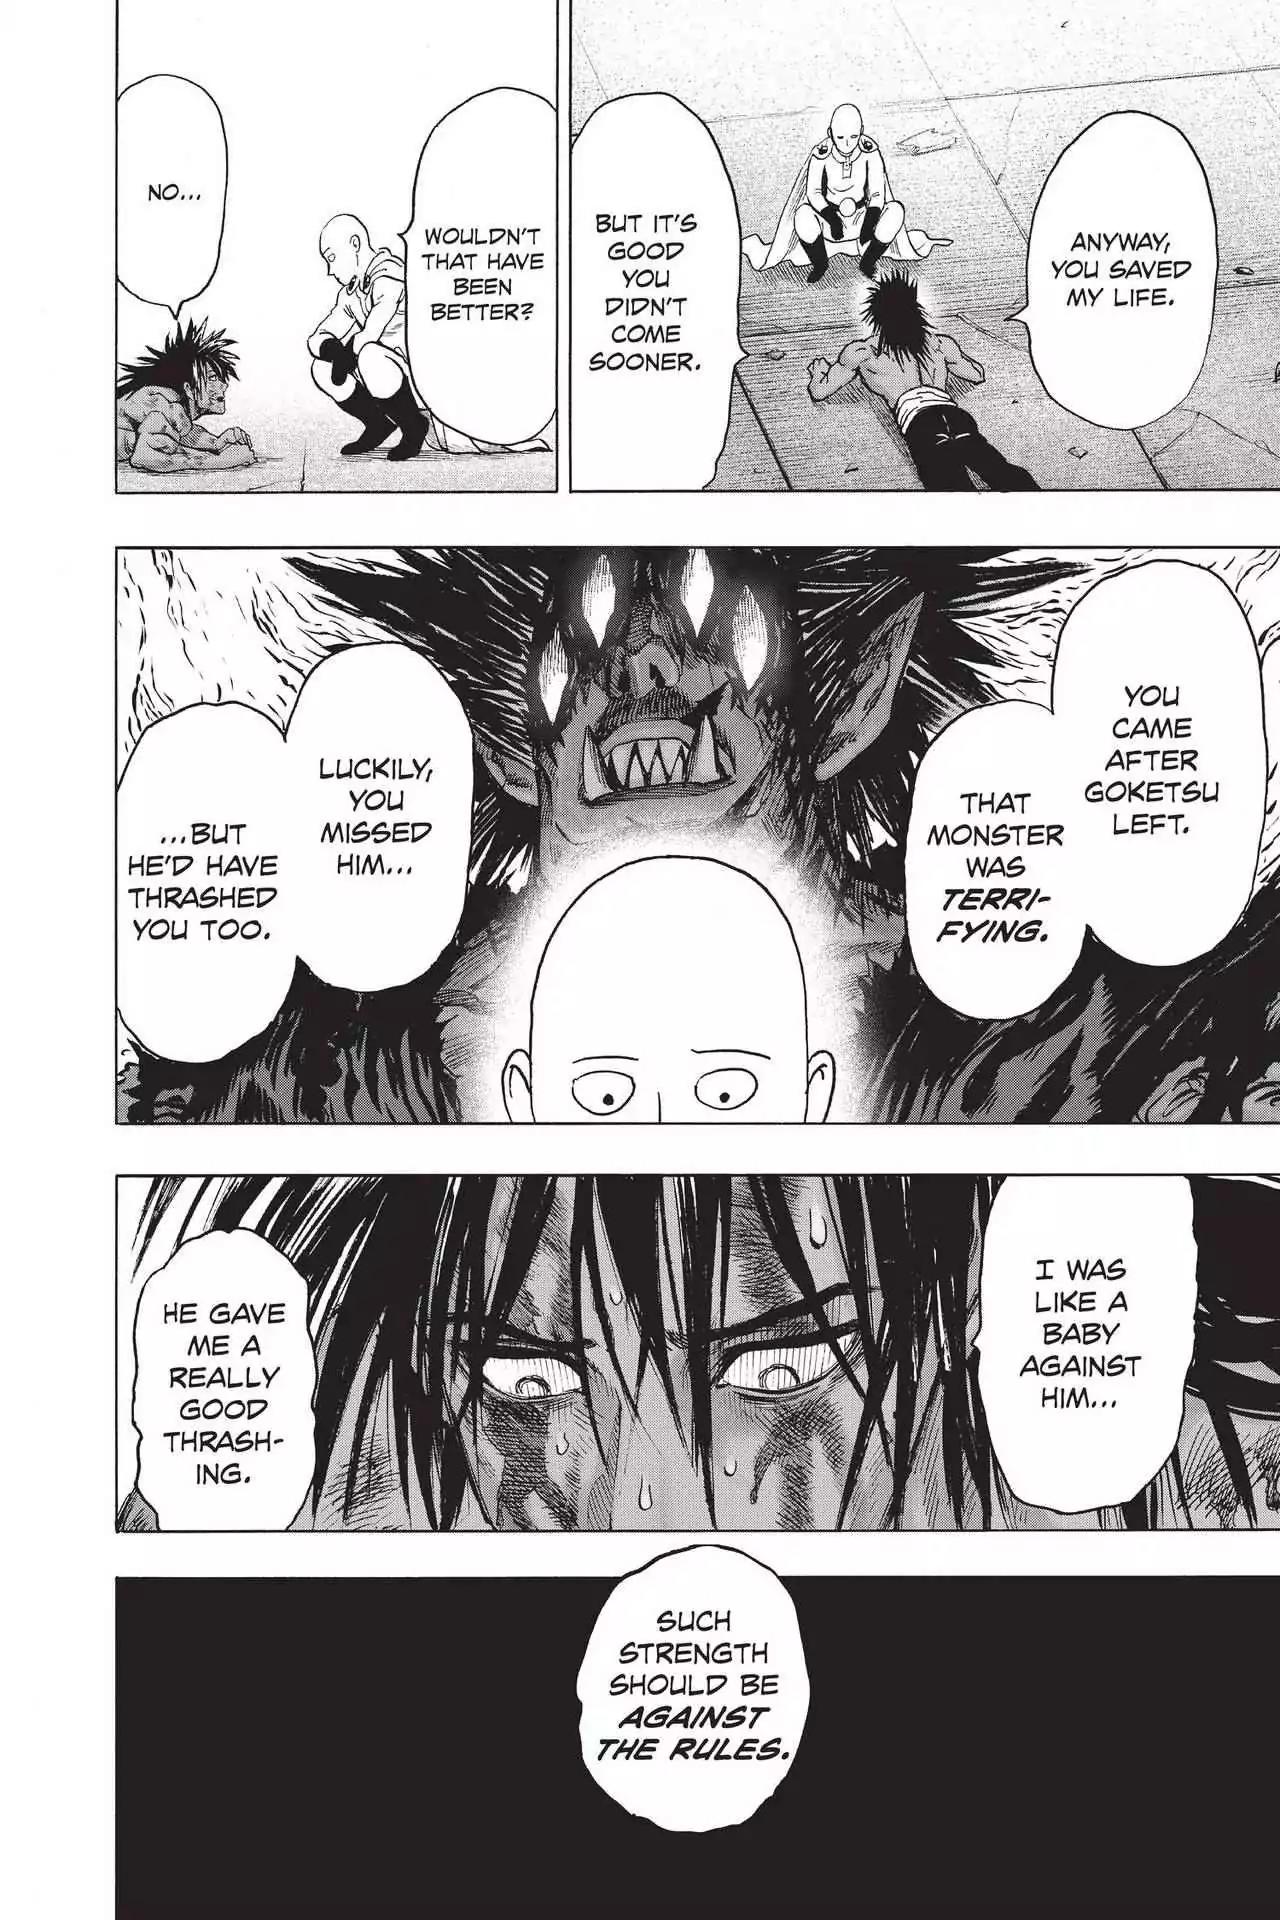 ANYWAY,
YOU SAVED
MY LIFE.
BUT IT'S
GOOD
YOU
DIDN'T
COME
SOONER.
WOULDN'T
THAT HAVE
BEEN
BETTER?
NO...
YOU
CAME
AFTER
GOKETSU
LEFT.
THAT
MONSTER
WAS
TERRI-
FYING.
LUCKILY,
YOU
MISSED
HIM...
...BUT
HE'D HAVE
THRASHED
YOU TOO.
I WAS
LIKE A
BABY
AGAINST
HIM...
HE GAVE
ME A
REALLY
GOOD
THRASH-
ING.
SUCH
STRENGTH
SHOULD BE
AGAINST
THE RULES.